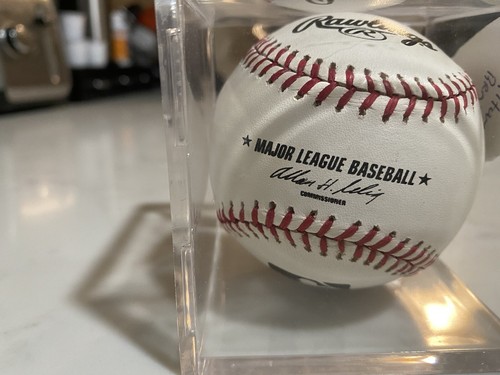 Rawlings
®
★ MAJOR LEAGUE BASEBALL ★
Allan H. Selig
COMMISSIONER